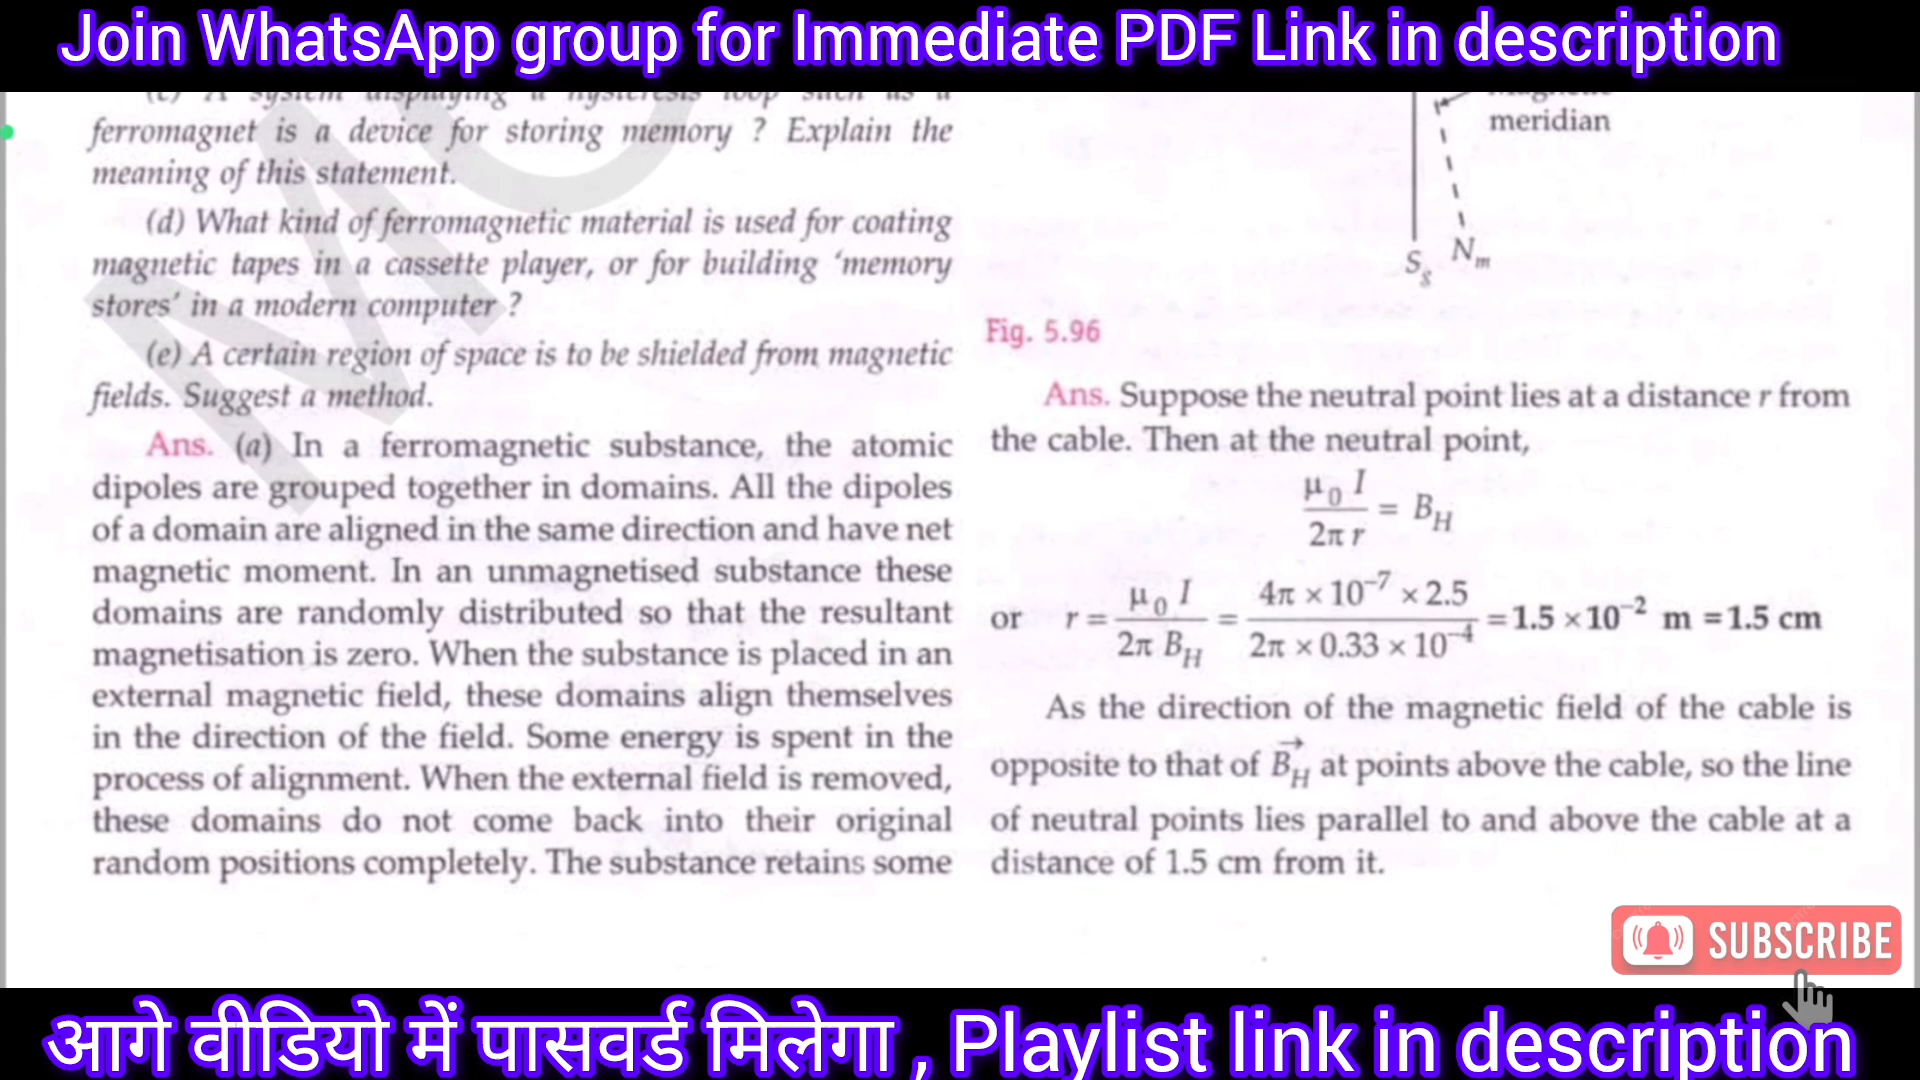 Join WhatsApp group for Immediate PDF Link in description
(c) A system displaying a hysteresis loop such as a
ferromagnet is a device for storing memory ? Explain the
meaning of this statement.
(d) What kind of ferromagnetic material is used for coating
magnetic tapes in a cassette player, or for building ‘memory
stores’ in a modern computer ?
(e) A certain region of space is to be shielded from magnetic
fields. Suggest a method.
Ans. (a) In a ferromagnetic substance, the atomic
dipoles are grouped together in domains. All the dipoles
of a domain are aligned in the same direction and have net
magnetic moment. In an unmagnetised substance these
domains are randomly distributed so that the resultant
magnetisation is zero. When the substance is placed in an
external magnetic field, these domains align themselves
in the direction of the field. Some energy is spent in the
process of alignment. When the external field is removed,
these domains do not come back into their original
random positions completely. The substance retains some
Magnetic
meridian
S_g N_m
Fig. 5.96
Ans. Suppose the neutral point lies at a distance r from
the cable. Then at the neutral point,
μ₀ I / 2π r = B_H
or r = μ₀ I / 2π B_H = 4π × 10⁻⁷ × 2.5 / 2π × 0.33 × 10⁻⁴ = 1.5 × 10⁻² m = 1.5 cm
As the direction of the magnetic field of the cable is
opposite to that of B⃗_H at points above the cable, so the line
of neutral points lies parallel to and above the cable at a
distance of 1.5 cm from it.
SUBSCRIBE
आगे वीडियो में पासवर्ड मिलेगा , Playlist link in description